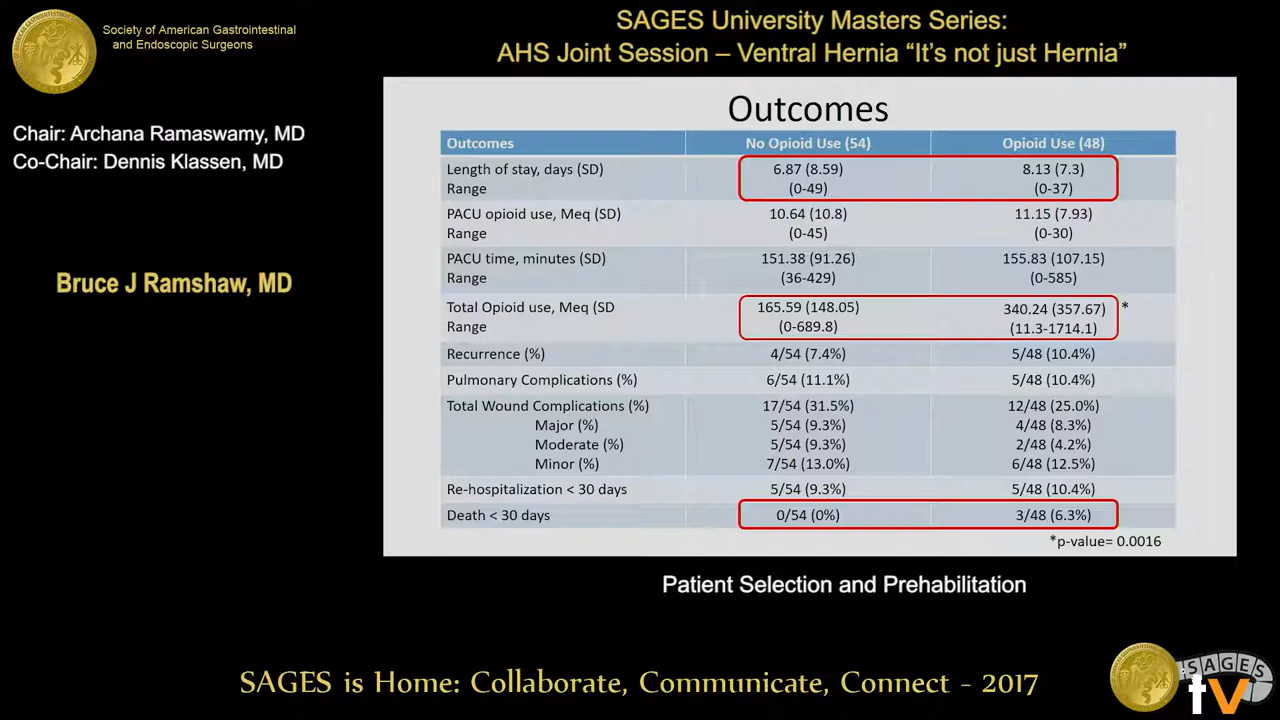 Society of American Gastrointestinal
and Endoscopic Surgeons
SAGES University Masters Series:
AHS Joint Session – Ventral Hernia “It’s not just Hernia”
Chair: Archana Ramaswamy, MD
Co-Chair: Dennis Klassen, MD
Bruce J Ramshaw, MD
Outcomes
Outcomes No Opioid Use (54) Opioid Use (48)
Length of stay, days (SD) 6.87 (8.59) 8.13 (7.3)
Range (0-49) (0-37)
PACU opioid use, Meq (SD) 10.64 (10.8) 11.15 (7.93)
Range (0-45) (0-30)
PACU time, minutes (SD) 151.38 (91.26) 155.83 (107.15)
Range (36-429) (0-585)
Total Opioid use, Meq (SD 165.59 (148.05) 340.24 (357.67) *
Range (0-689.8) (11.3-1714.1)
Recurrence (%) 4/54 (7.4%) 5/48 (10.4%)
Pulmonary Complications (%) 6/54 (11.1%) 5/48 (10.4%)
Total Wound Complications (%) 17/54 (31.5%) 12/48 (25.0%)
Major (%) 5/54 (9.3%) 4/48 (8.3%)
Moderate (%) 5/54 (9.3%) 2/48 (4.2%)
Minor (%) 7/54 (13.0%) 6/48 (12.5%)
Re-hospitalization < 30 days 5/54 (9.3%) 5/48 (10.4%)
Death < 30 days 0/54 (0%) 3/48 (6.3%)
*p-value= 0.0016
Patient Selection and Prehabilitation
SAGES is Home: Collaborate, Communicate, Connect - 2017
SAGES
tv